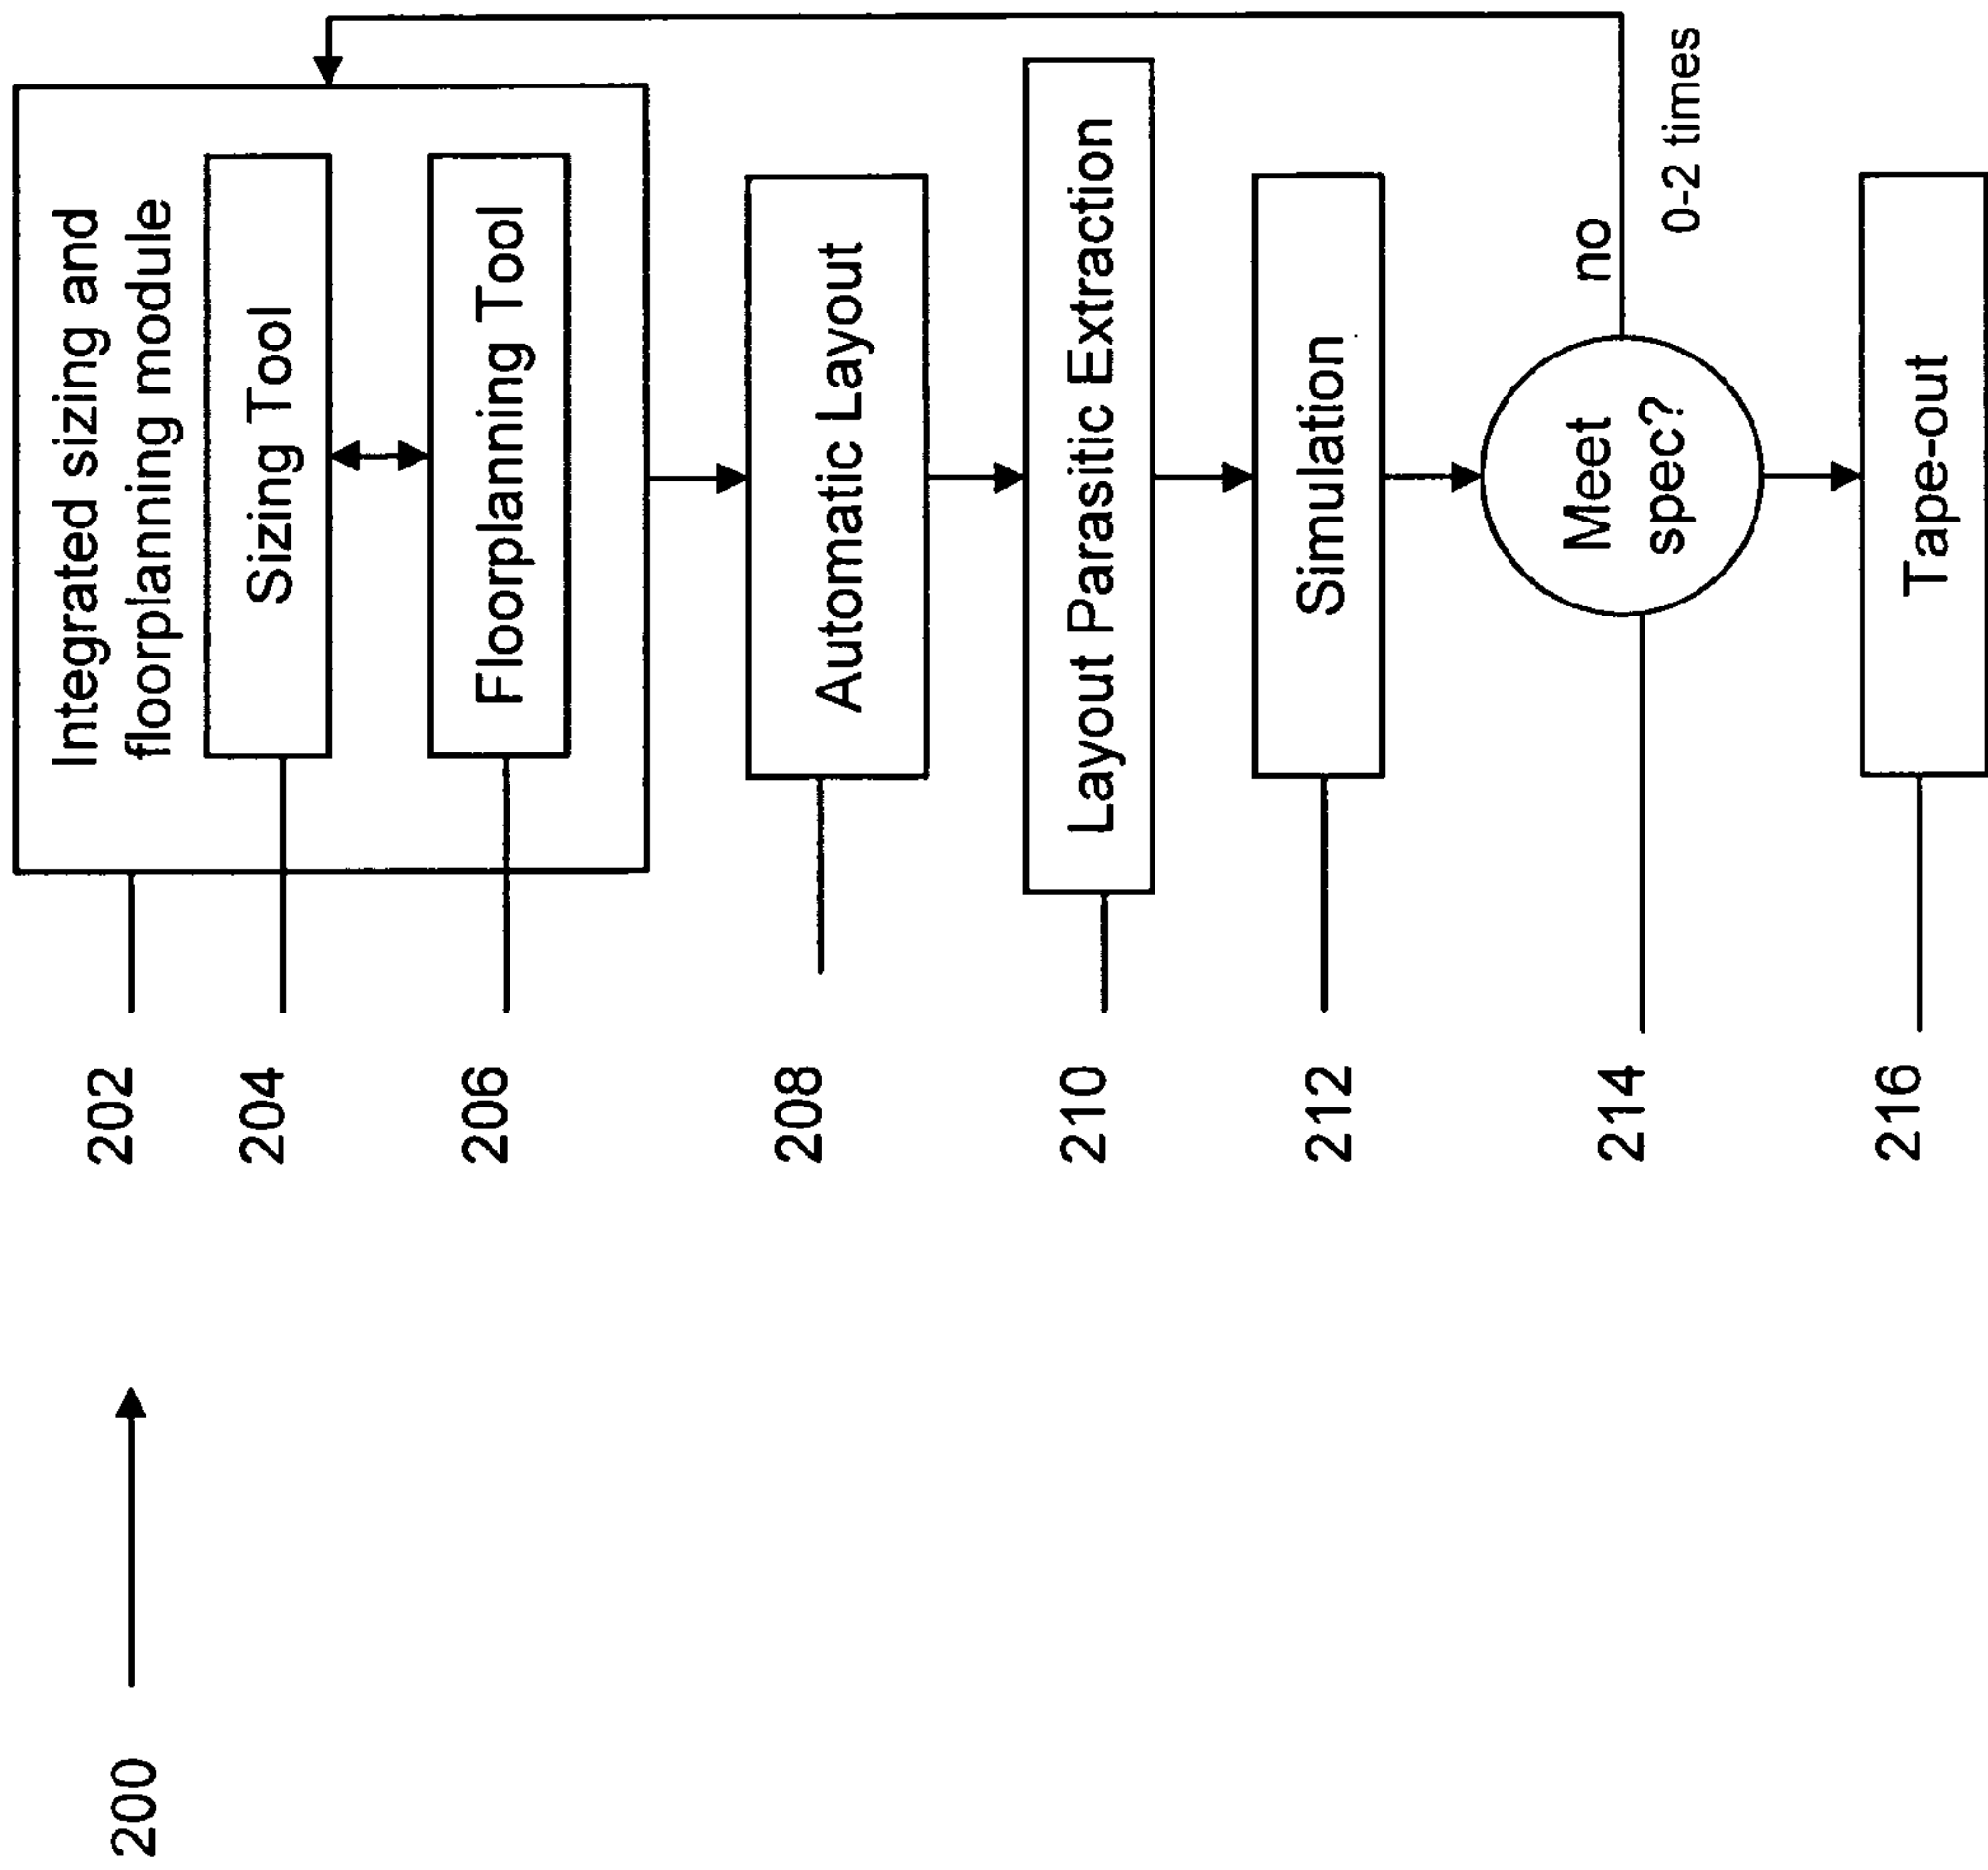 200
202
Integrated sizing and
floorplanning module
204
Sizing Tool
206
Floorplanning Tool
208
Automatic Layout
210
Layout Parasitic Extraction
212
Simulation
214
Meet
spec?
no
0-2 times
216
Tape-out